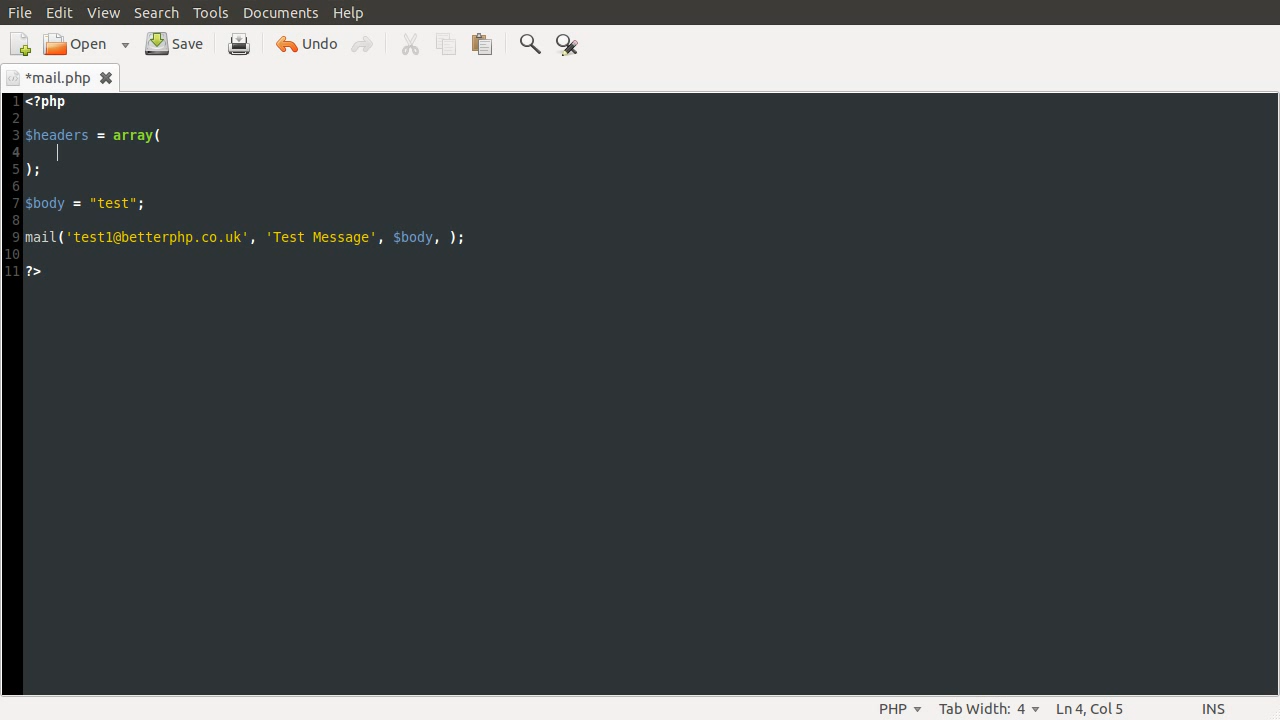 File Edit View Search Tools Documents Help
Open Save Undo
*mail.php
1 <?php
2
3 $headers = array(
4
5 );
6
7 $body = "test";
8
9 mail('test1@betterphp.co.uk', 'Test Message', $body, );
10
11 ?>
PHP Tab Width: 4 Ln 4, Col 5 INS